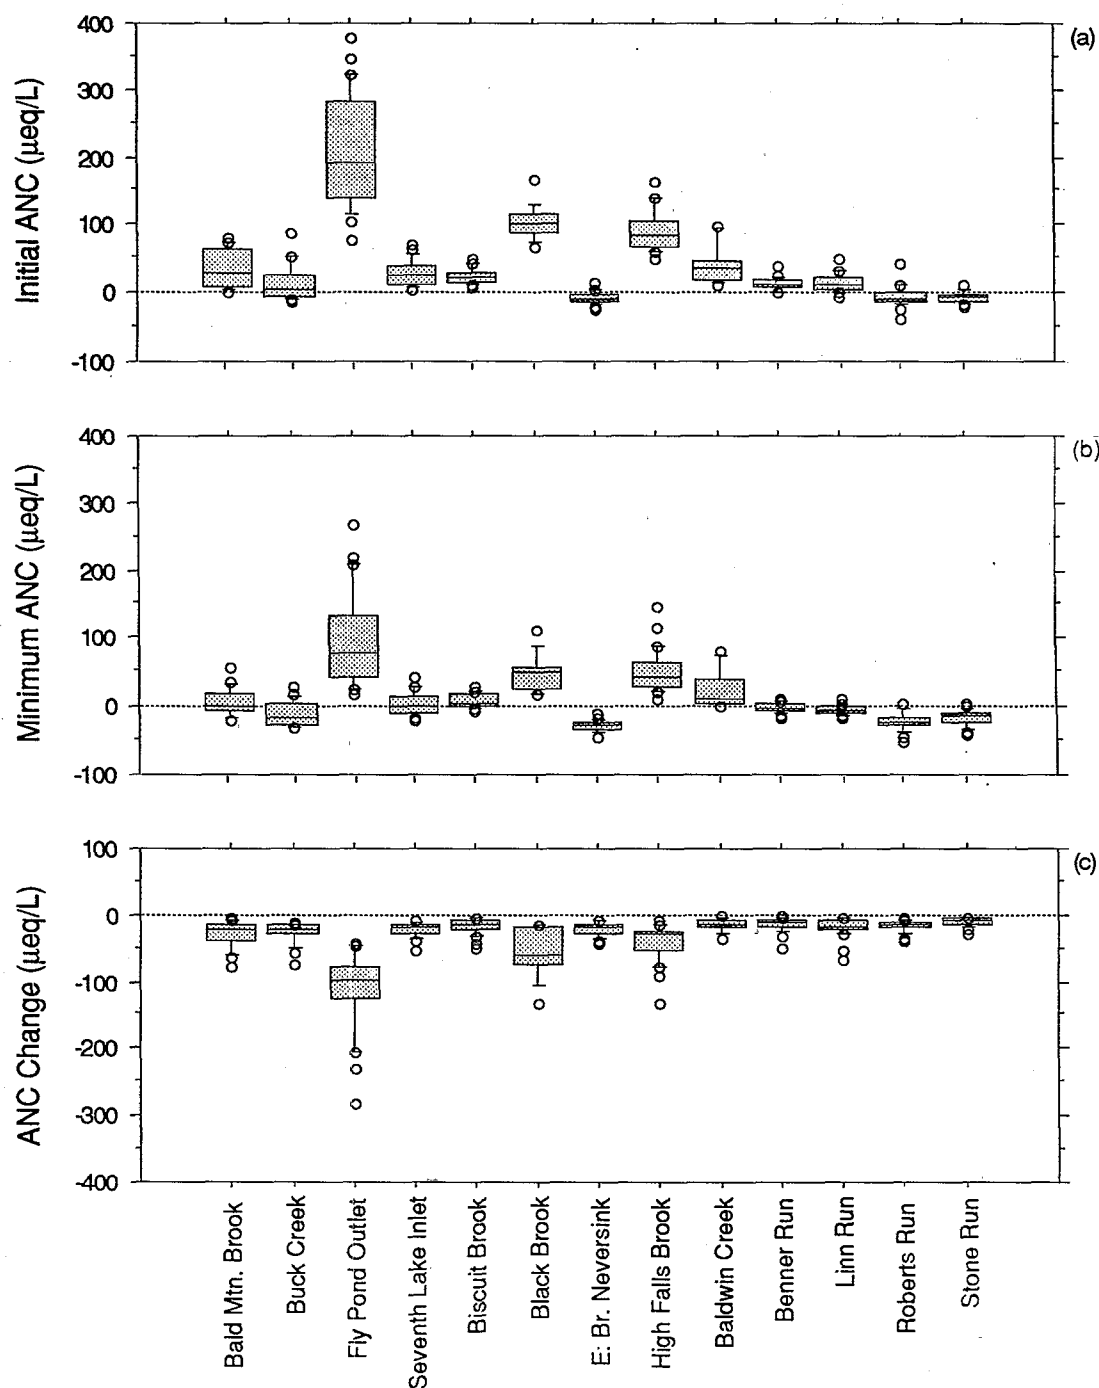 (a)
Initial ANC (µeq/L)
400
300
200
100
0
-100
(b)
Minimum ANC (µeq/L)
400
300
200
100
0
-100
(c)
ANC Change (µeq/L)
100
0
-100
-200
-300
-400
Bald Mtn. Brook
Buck Creek
Fly Pond Outlet
Seventh Lake Inlet
Biscuit Brook
Black Brook
E. Br. Neversink
High Falls Brook
Baldwin Creek
Benner Run
Linn Run
Roberts Run
Stone Run